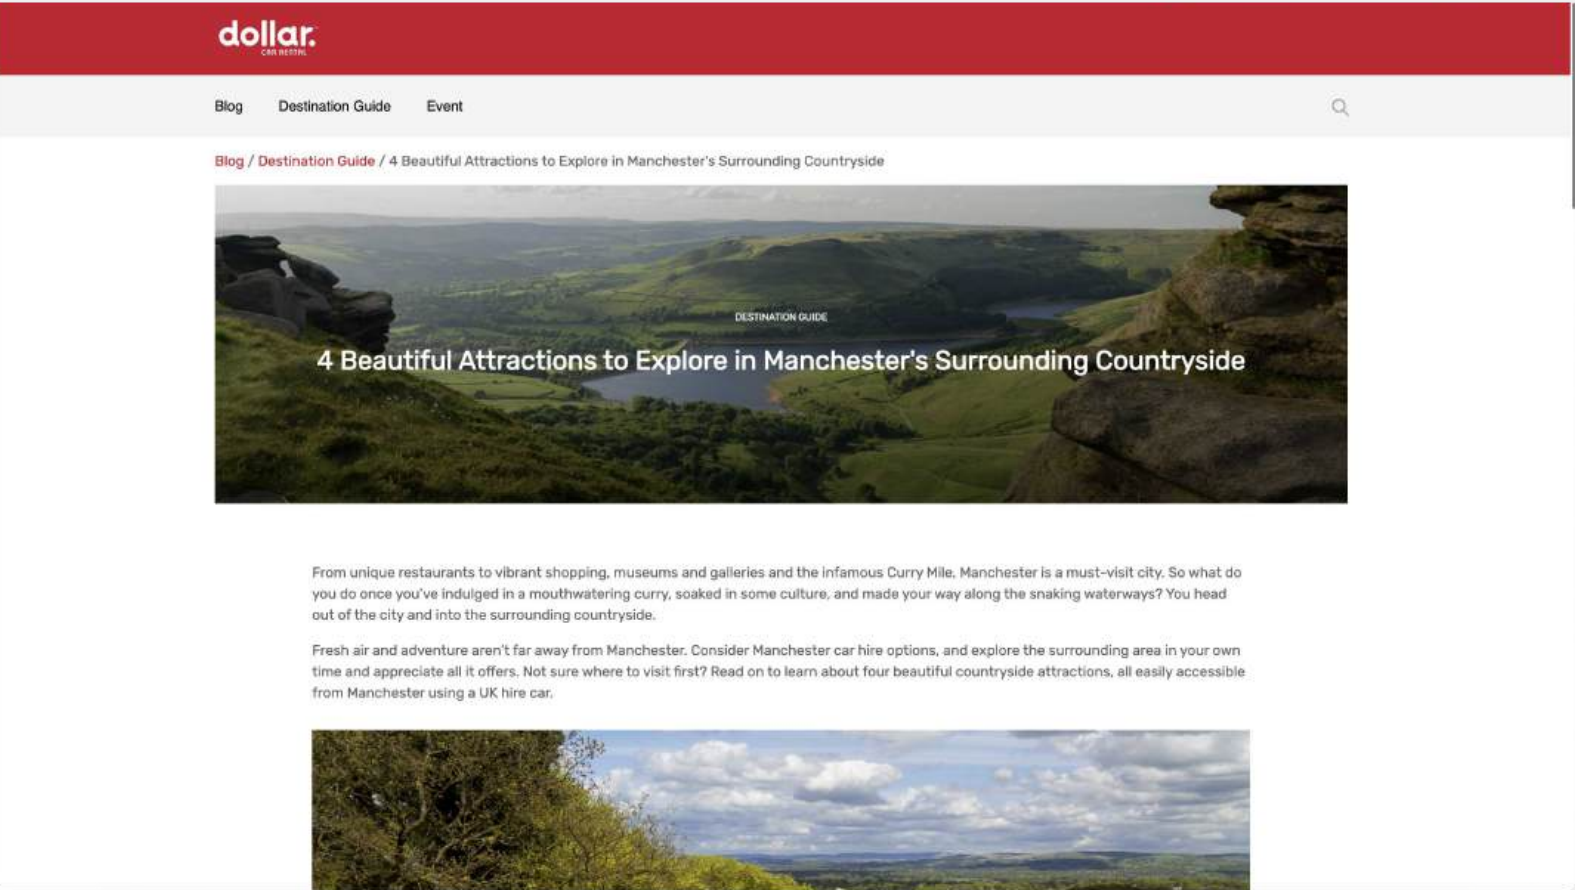 dollar.
CAR RENTAL
Blog
Destination Guide
Event
Blog / Destination Guide / 4 Beautiful Attractions to Explore in Manchester's Surrounding Countryside
DESTINATION GUIDE
4 Beautiful Attractions to Explore in Manchester's Surrounding Countryside
From unique restaurants to vibrant shopping, museums and galleries and the infamous Curry Mile, Manchester is a must-visit city. So what do
you do once you've indulged in a mouthwatering curry, soaked in some culture, and made your way along the snaking waterways? You head
out of the city and into the surrounding countryside.
Fresh air and adventure aren't far away from Manchester. Consider Manchester car hire options, and explore the surrounding area in your own
time and appreciate all it offers. Not sure where to visit first? Read on to learn about four beautiful countryside attractions, all easily accessible
from Manchester using a UK hire car.